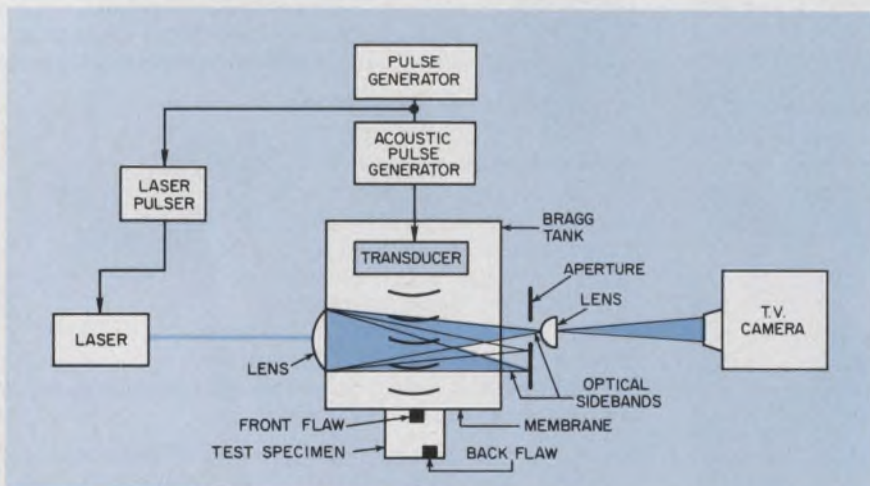 PULSE
GENERATOR
ACOUSTIC
PULSE
GENERATOR
LASER
PULSER
BRAGG
TANK
TRANSDUCER
APERTURE
LENS
T.V.
CAMERA
LASER
LENS
OPTICAL
SIDEBANDS
FRONT FLAW
MEMBRANE
TEST SPECIMEN
BACK FLAW